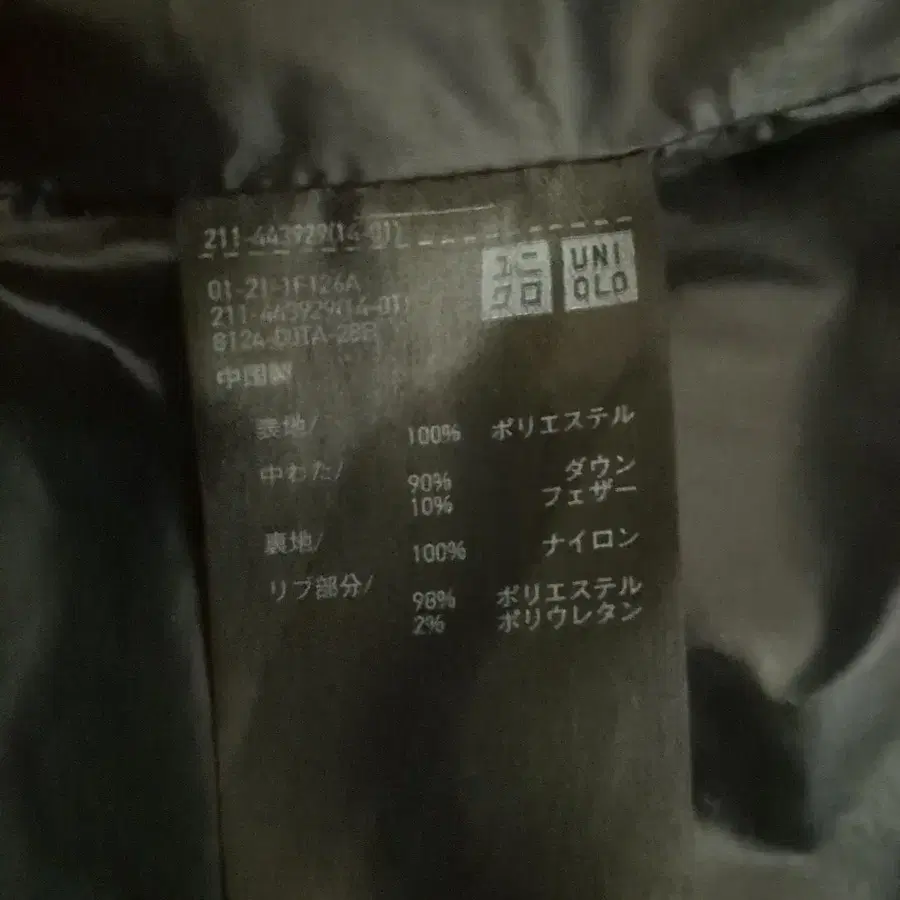 211-443929(14-01)
ユニ
クロ
UNI
QLO
01-21-1F126A
211-443929(14-01)
中国製
表地/ 100% ポリエステル
中わた/ 90% ダウン
10% フェザー
裏地/ 100% ナイロン
リブ部分/ 98% ポリエステル
2% ポリウレタン